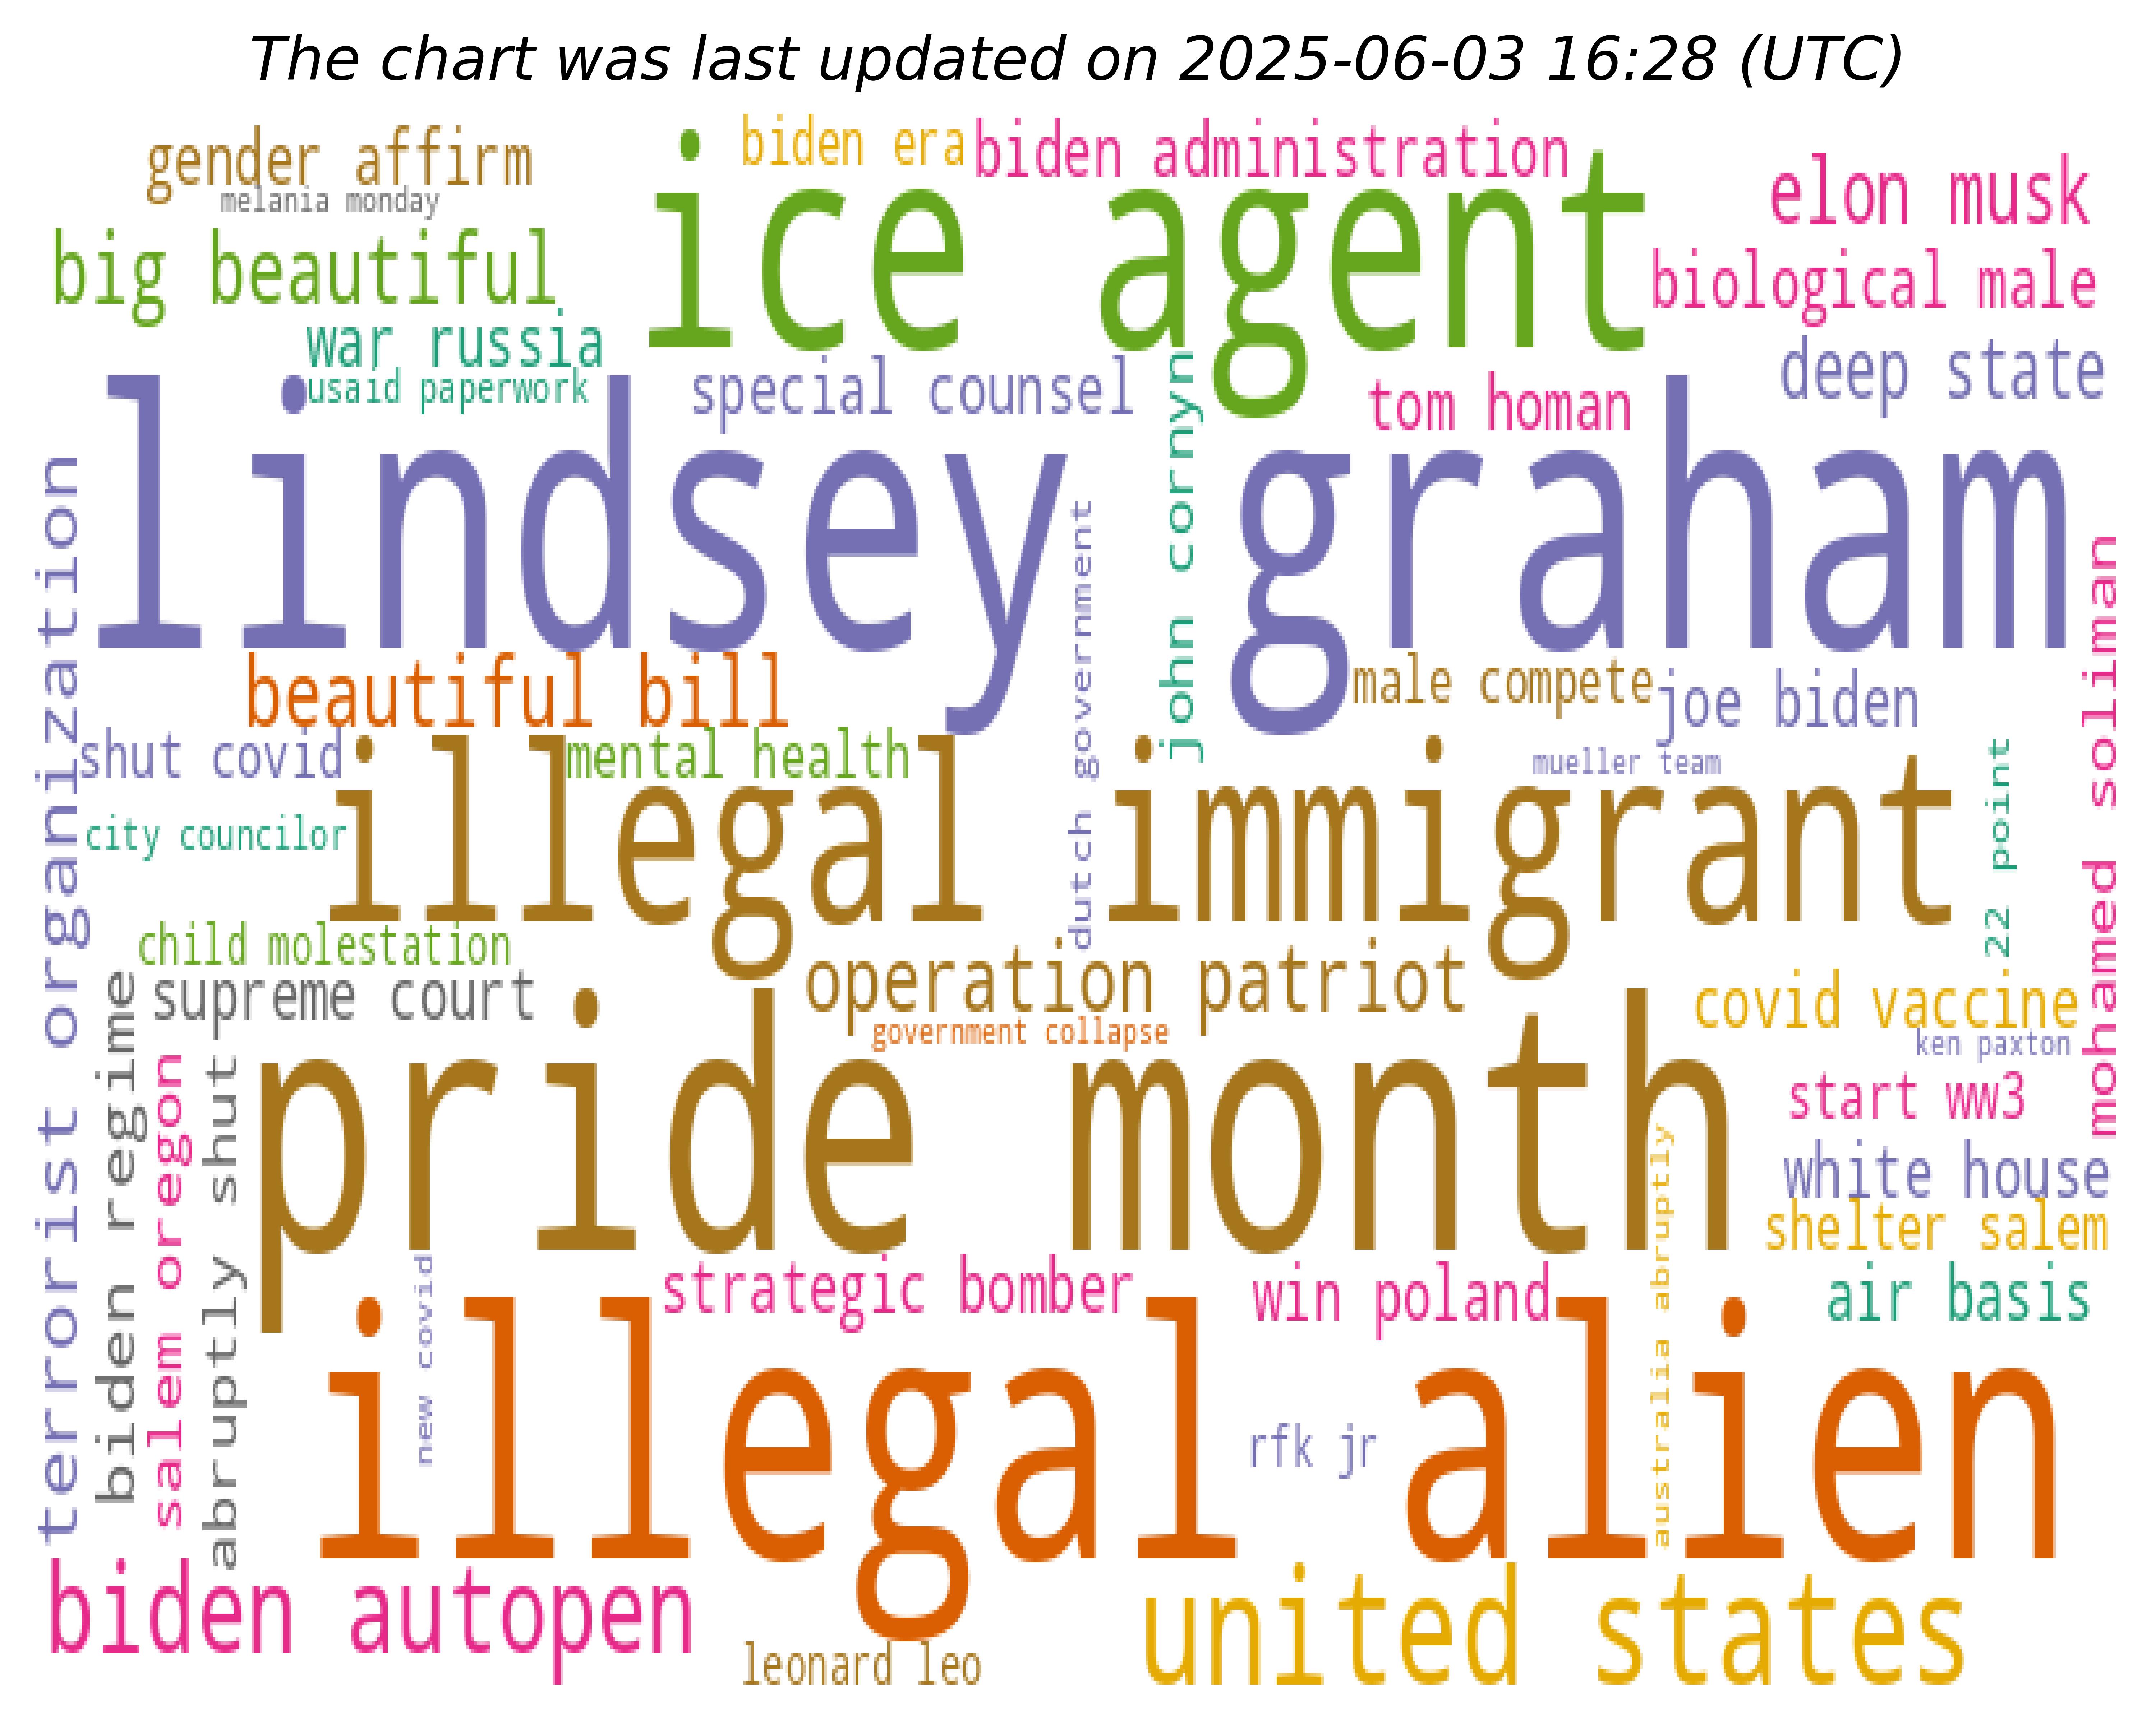 The chart was last updated on 2025-06-03 16:28 (UTC)
gender affirm
biden era
biden administration
ice agent
elon musk
melania monday
big beautiful
biological male
war russia
usaid paperwork
special counsel
john cornyn
tom homan
deep state
lindsey graham
terrorist organization
dutch government
mohamed soliman
beautiful bill
male compete
joe biden
shut covid
mental health
mueller team
illegal immigrant
22 point
city councilor
child molestation
operation patriot
supreme court
covid vaccine
government collapse
ken paxton
biden regime
salem oregon
abruptly shut
pride month
start ww3
white house
shelter salem
australia abruptly
new covid
strategic bomber
win poland
air basis
illegal alien
rfk jr
biden autopen
united states
leonard leo